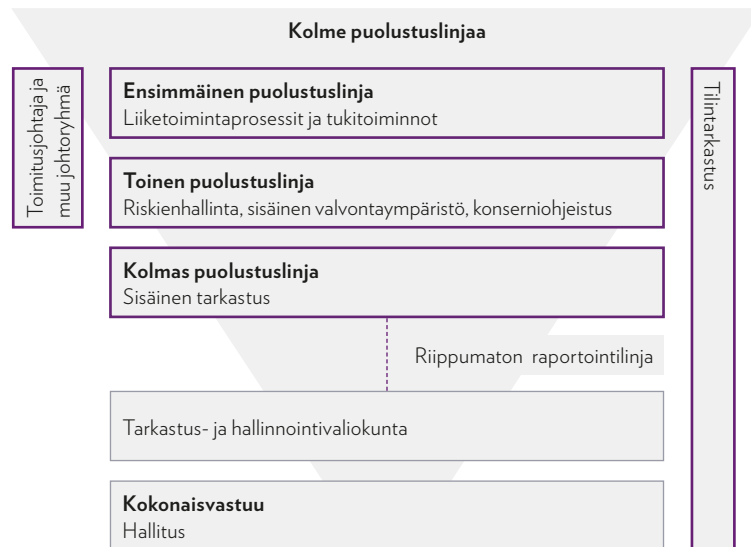 Kolme puolustuslinjaa
Toimitusjohtaja ja
muu johtoryhmä
Ensimmäinen puolustuslinja
Liiketoimintaprosessit ja tukitoiminnot
Toinen puolustuslinja
Riskienhallinta, sisäinen valvontaympäristö, konserniohjeistus
Kolmas puolustuslinja
Sisäinen tarkastus
Riippumaton raportointilinja
Tarkastus- ja hallinnointivaliokunta
Kokonaisvastuu
Hallitus
Tilintarkastus